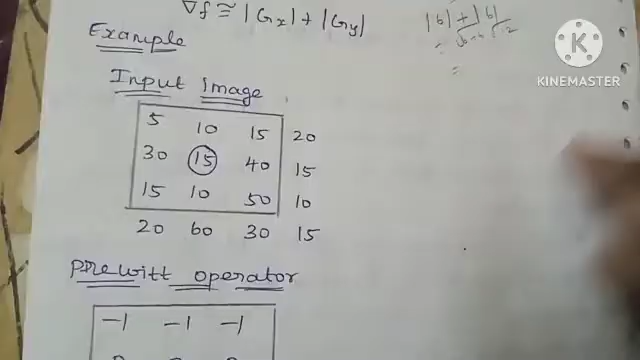 ∇f ≅ |Gx| + |Gy|
Example
Input image
5 10 15 20
30 15 40 15
15 10 50 10
20 60 30 15
prewitt operator
-1 -1 -1
KINEMASTER